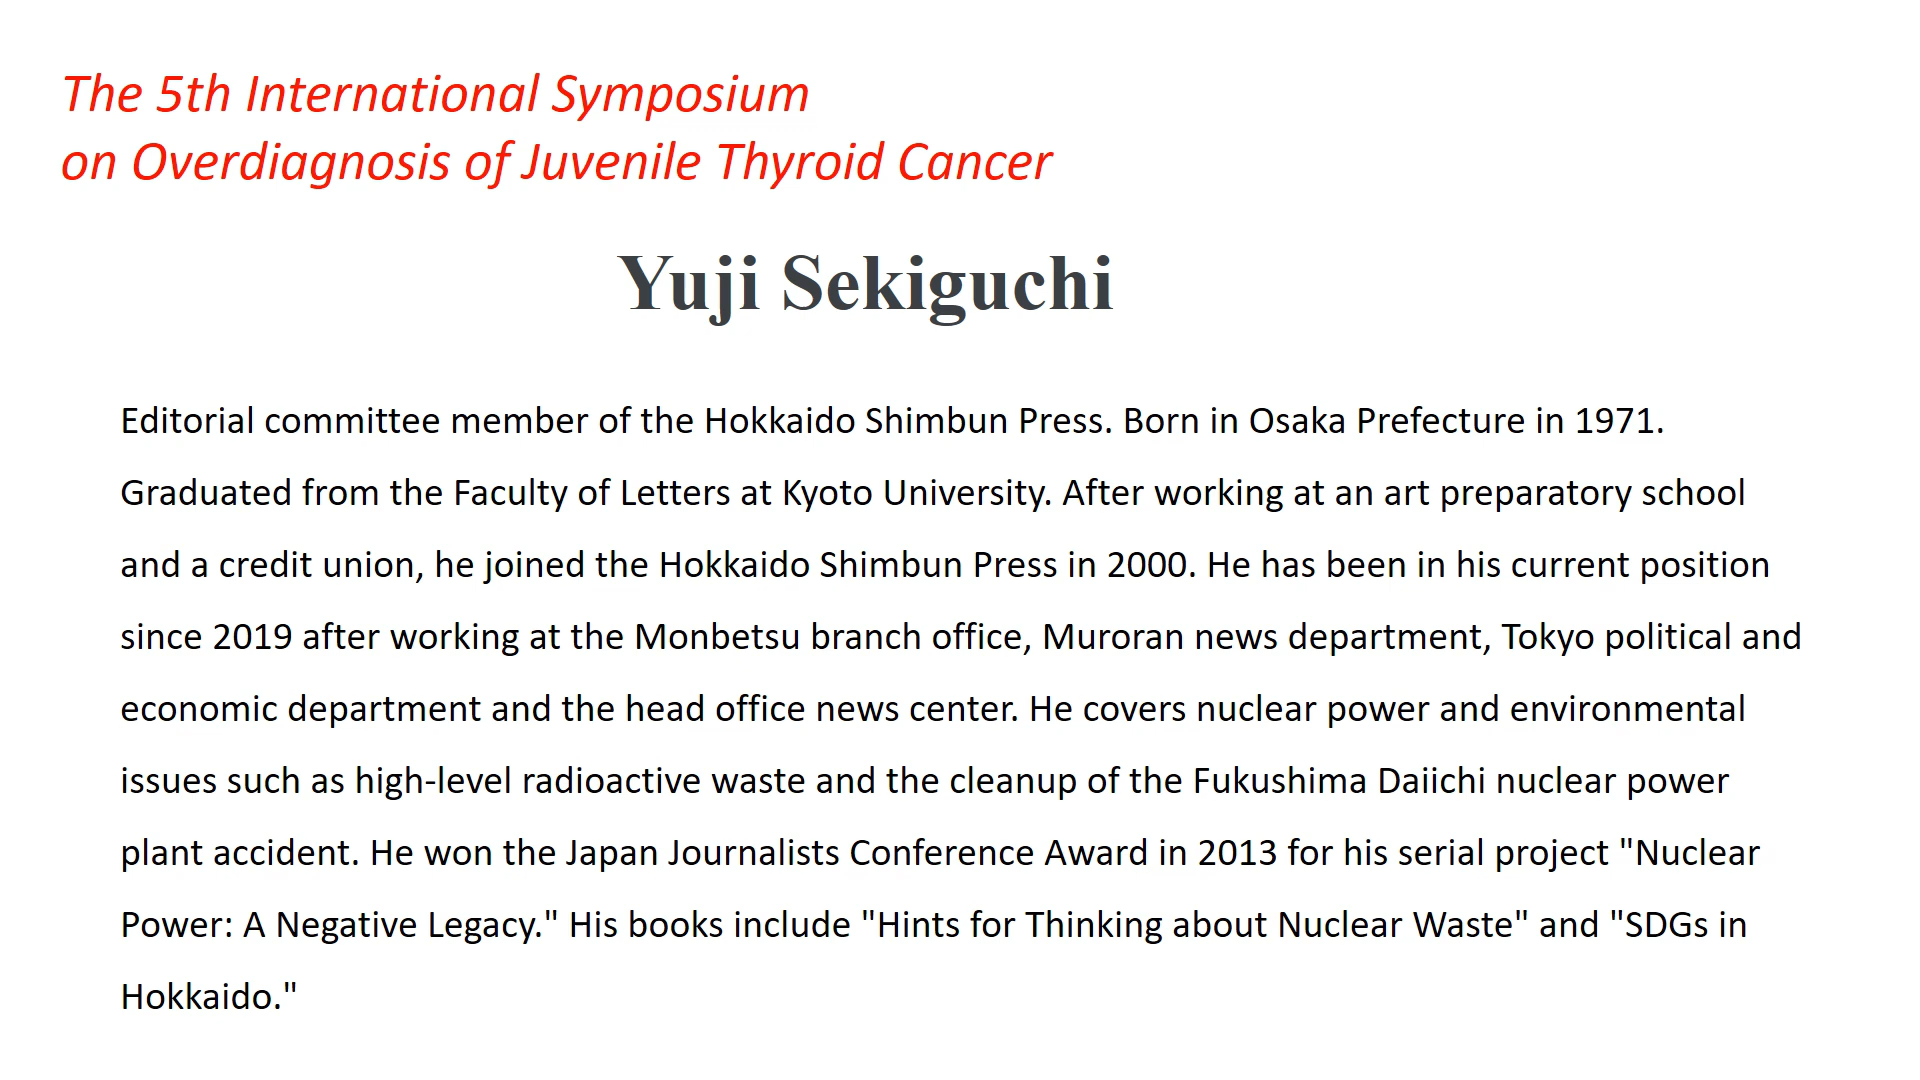 The 5th International Symposium
on Overdiagnosis of Juvenile Thyroid Cancer
Yuji Sekiguchi
Editorial committee member of the Hokkaido Shimbun Press. Born in Osaka Prefecture in 1971.
Graduated from the Faculty of Letters at Kyoto University. After working at an art preparatory school
and a credit union, he joined the Hokkaido Shimbun Press in 2000. He has been in his current position
since 2019 after working at the Monbetsu branch office, Muroran news department, Tokyo political and
economic department and the head office news center. He covers nuclear power and environmental
issues such as high-level radioactive waste and the cleanup of the Fukushima Daiichi nuclear power
plant accident. He won the Japan Journalists Conference Award in 2013 for his serial project "Nuclear
Power: A Negative Legacy." His books include "Hints for Thinking about Nuclear Waste" and "SDGs in
Hokkaido."